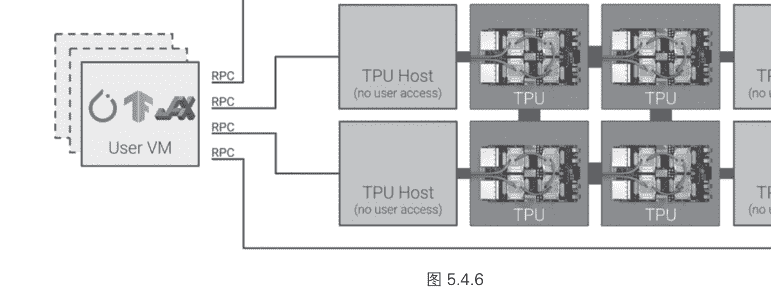 RPC
RPC
RPC
RPC
User VM
TPU Host
(no user access)
TPU
TPU
TPU Host
(no user access)
TPU
TPU
图 5.4.6